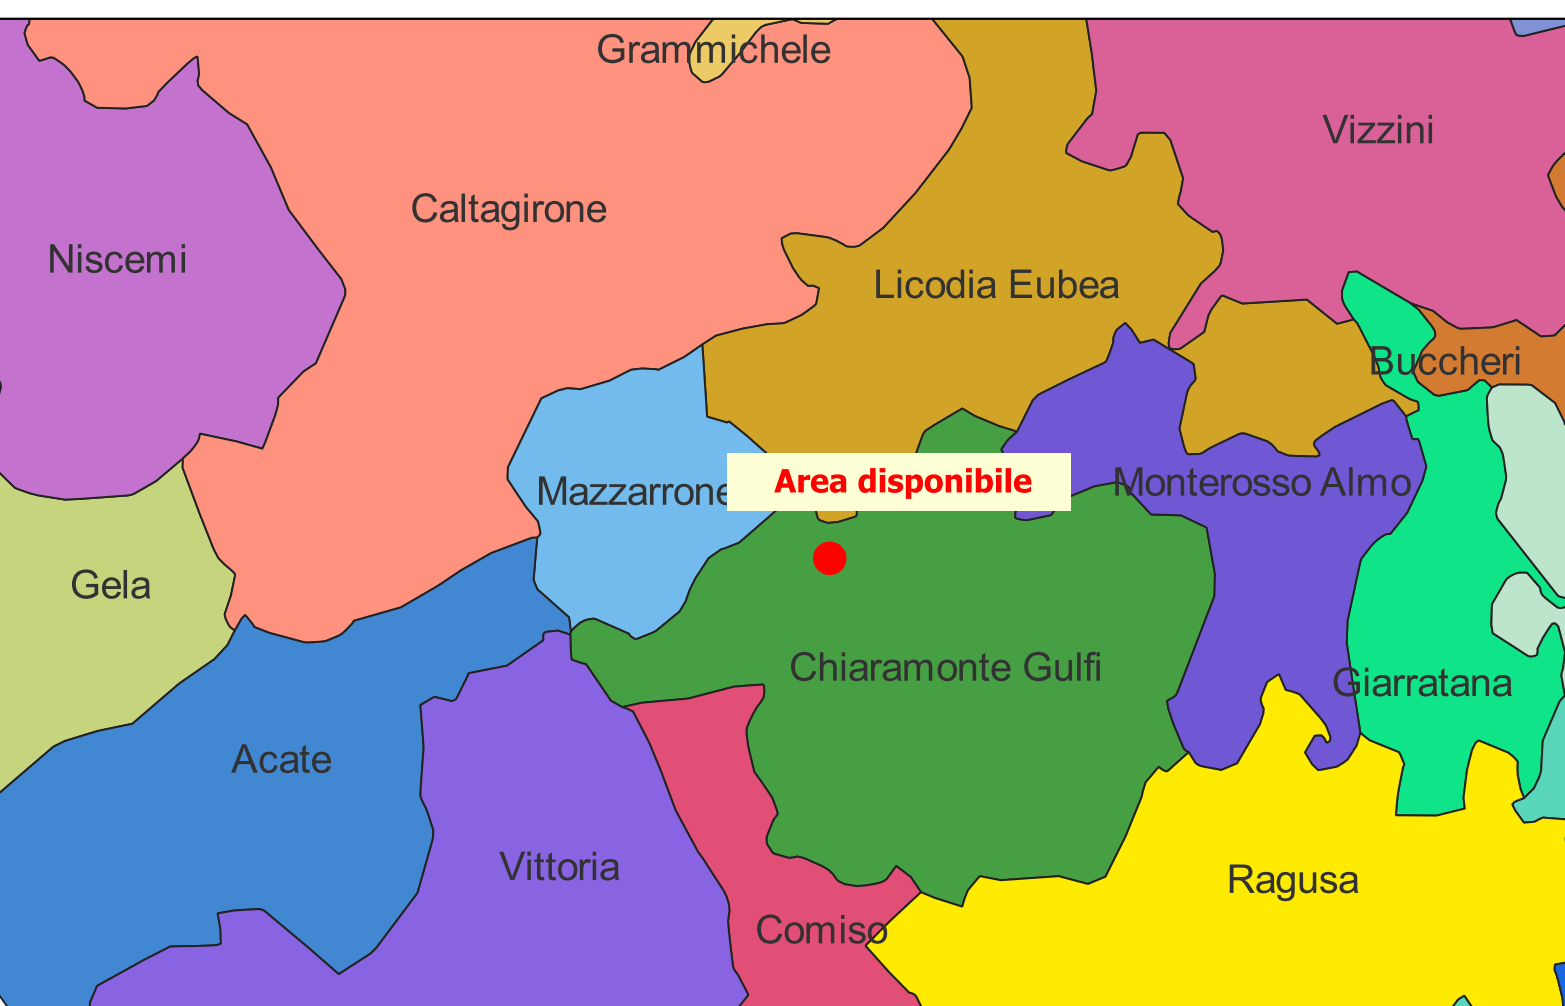 Grammichele
Vizzini
Caltagirone
Niscemi
Licodia Eubea
Buccheri
Mazzarrone
Area disponibile
Monterosso Almo
Gela
Chiaramonte Gulfi
Giarratana
Acate
Vittoria
Ragusa
Comiso